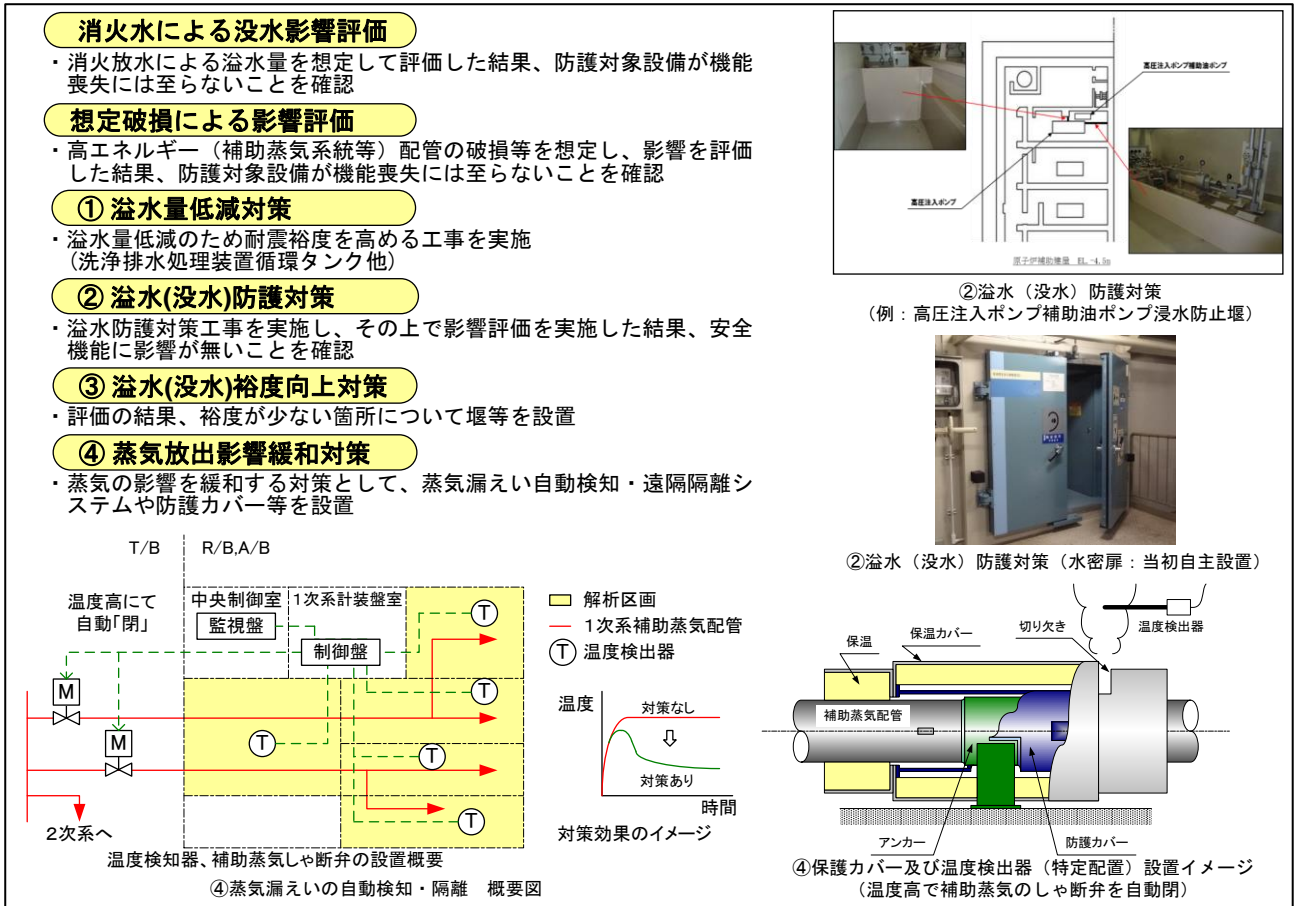 消火水による没水影響評価
・消火放水による溢水量を想定して評価した結果、防護対象設備が機能
喪失には至らないことを確認
想定破損による影響評価
・高エネルギー（補助蒸気系統等）配管の破損等を想定し、影響を評価
した結果、防護対象設備が機能喪失には至らないことを確認
① 溢水量低減対策
・溢水量低減のため耐震裕度を高める工事を実施
(洗浄排水処理装置循環タンク他）
② 溢水(没水)防護対策
・溢水防護対策工事を実施し、その上で影響評価を実施した結果、安全
機能に影響が無いことを確認
③ 溢水(没水)裕度向上対策
・評価の結果、裕度が少ない箇所について堰等を設置
④ 蒸気放出影響緩和対策
・蒸気の影響を緩和する対策として、蒸気漏えい自動検知・遠隔隔離シ
ステムや防護カバー等を設置
高圧注入ポンプ補助油ポンプ
高圧注入ポンプ
原子炉補助建屋 EL.-4.5m
②溢水（没水）防護対策
（例：高圧注入ポンプ補助油ポンプ浸水防止堰）
②溢水（没水）防護対策（水密扉：当初自主設置）
T/B
R/B,A/B
温度高にて
自動｢閉」
中央制御室
1次系計装盤室
監視盤
制御盤
T
M
T
M
T
T
T
2次系へ
温度検知器、補助蒸気しゃ断弁の設置概要
④蒸気漏えいの自動検知・隔離　概要図
解析区画
1次系補助蒸気配管
T 温度検出器
温度
対策なし
対策あり
時間
対策効果のイメージ
温度検出器
切り欠き
保温カバー
保温
補助蒸気配管
アンカー
防護カバー
④保護カバー及び温度検出器（特定配置）設置イメージ
（温度高で補助蒸気のしゃ断弁を自動閉）